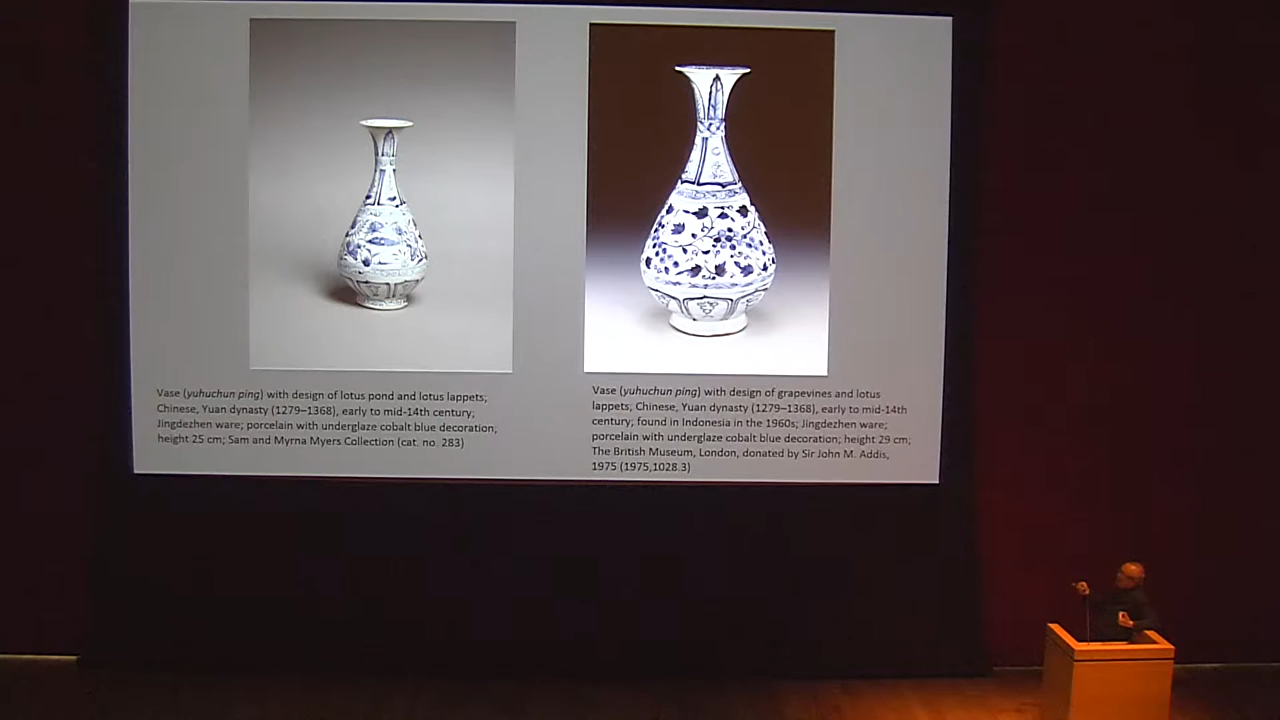 Vase (yuhuchun ping) with design of lotus pond and lotus lappets;
Chinese, Yuan dynasty (1279–1368), early to mid-14th century;
Jingdezhen ware; porcelain with underglaze cobalt blue decoration;
height 25 cm; Sam and Myrna Myers Collection (cat. no. 283)
Vase (yuhuchun ping) with design of grapevines and lotus
lappets; Chinese, Yuan dynasty (1279–1368), early to mid-14th
century; found in Indonesia in the 1960s; Jingdezhen ware;
porcelain with underglaze cobalt blue decoration; height 29 cm;
The British Museum, London, donated by Sir John M. Addis,
1975 (1975,1028.3)